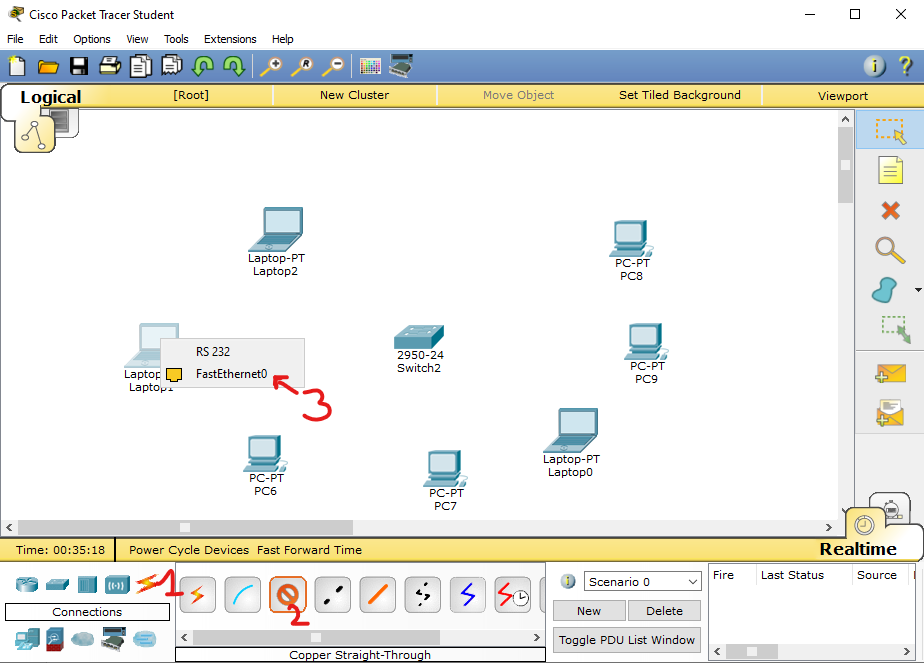 Cisco Packet Tracer Student
File Edit Options View Tools Extensions Help
Logical [Root] New Cluster Move Object Set Tiled Background Viewport
Laptop-PT
Laptop2
PC-PT
PC8
RS 232
FastEthernet0
Laptop
Laptop1
3
2950-24
Switch2
PC-PT
PC9
Laptop-PT
Laptop0
PC-PT
PC6
PC-PT
PC7
Time: 00:35:18 Power Cycle Devices Fast Forward Time Realtime
1
Connections
2
Copper Straight-Through
Scenario 0
New Delete
Toggle PDU List Window
Fire Last Status Source